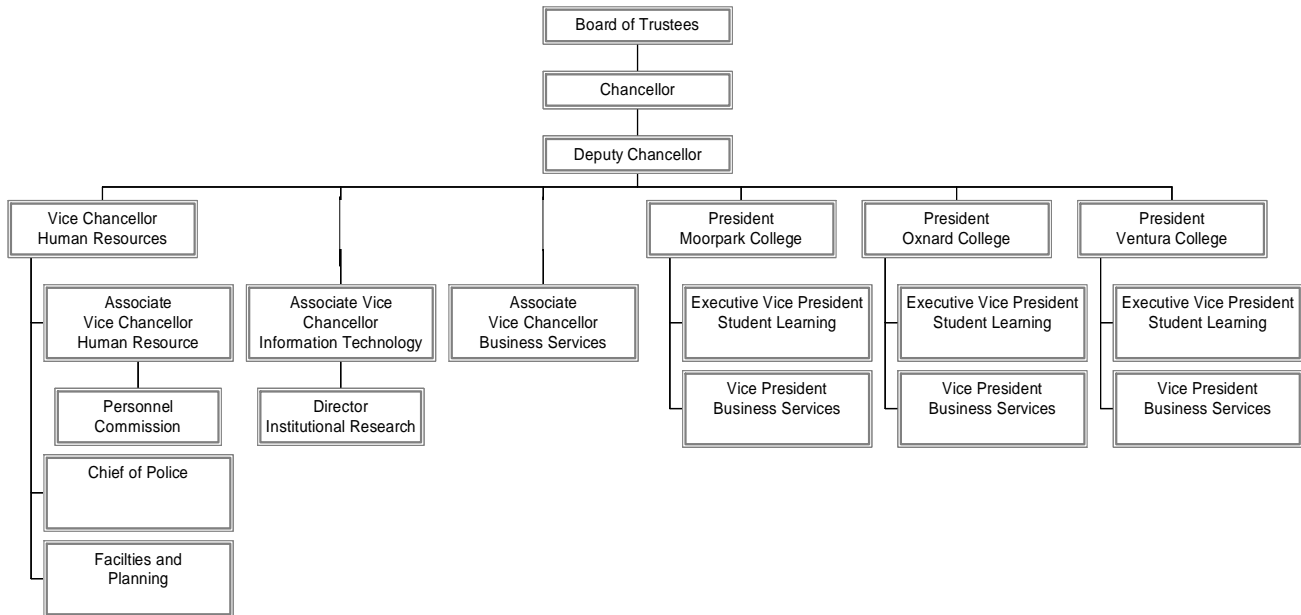 Board of Trustees
Chancellor
Deputy Chancellor
Vice Chancellor
Human Resources
President
Moorpark College
President
Oxnard College
President
Ventura College
Associate
Vice Chancellor
Human Resource
Associate Vice
Chancellor
Information Technology
Associate
Vice Chancellor
Business Services
Executive Vice President
Student Learning
Executive Vice President
Student Learning
Executive Vice President
Student Learning
Personnel
Commission
Director
Institutional Research
Vice President
Business Services
Vice President
Business Services
Vice President
Business Services
Chief of Police
Facilties and
Planning